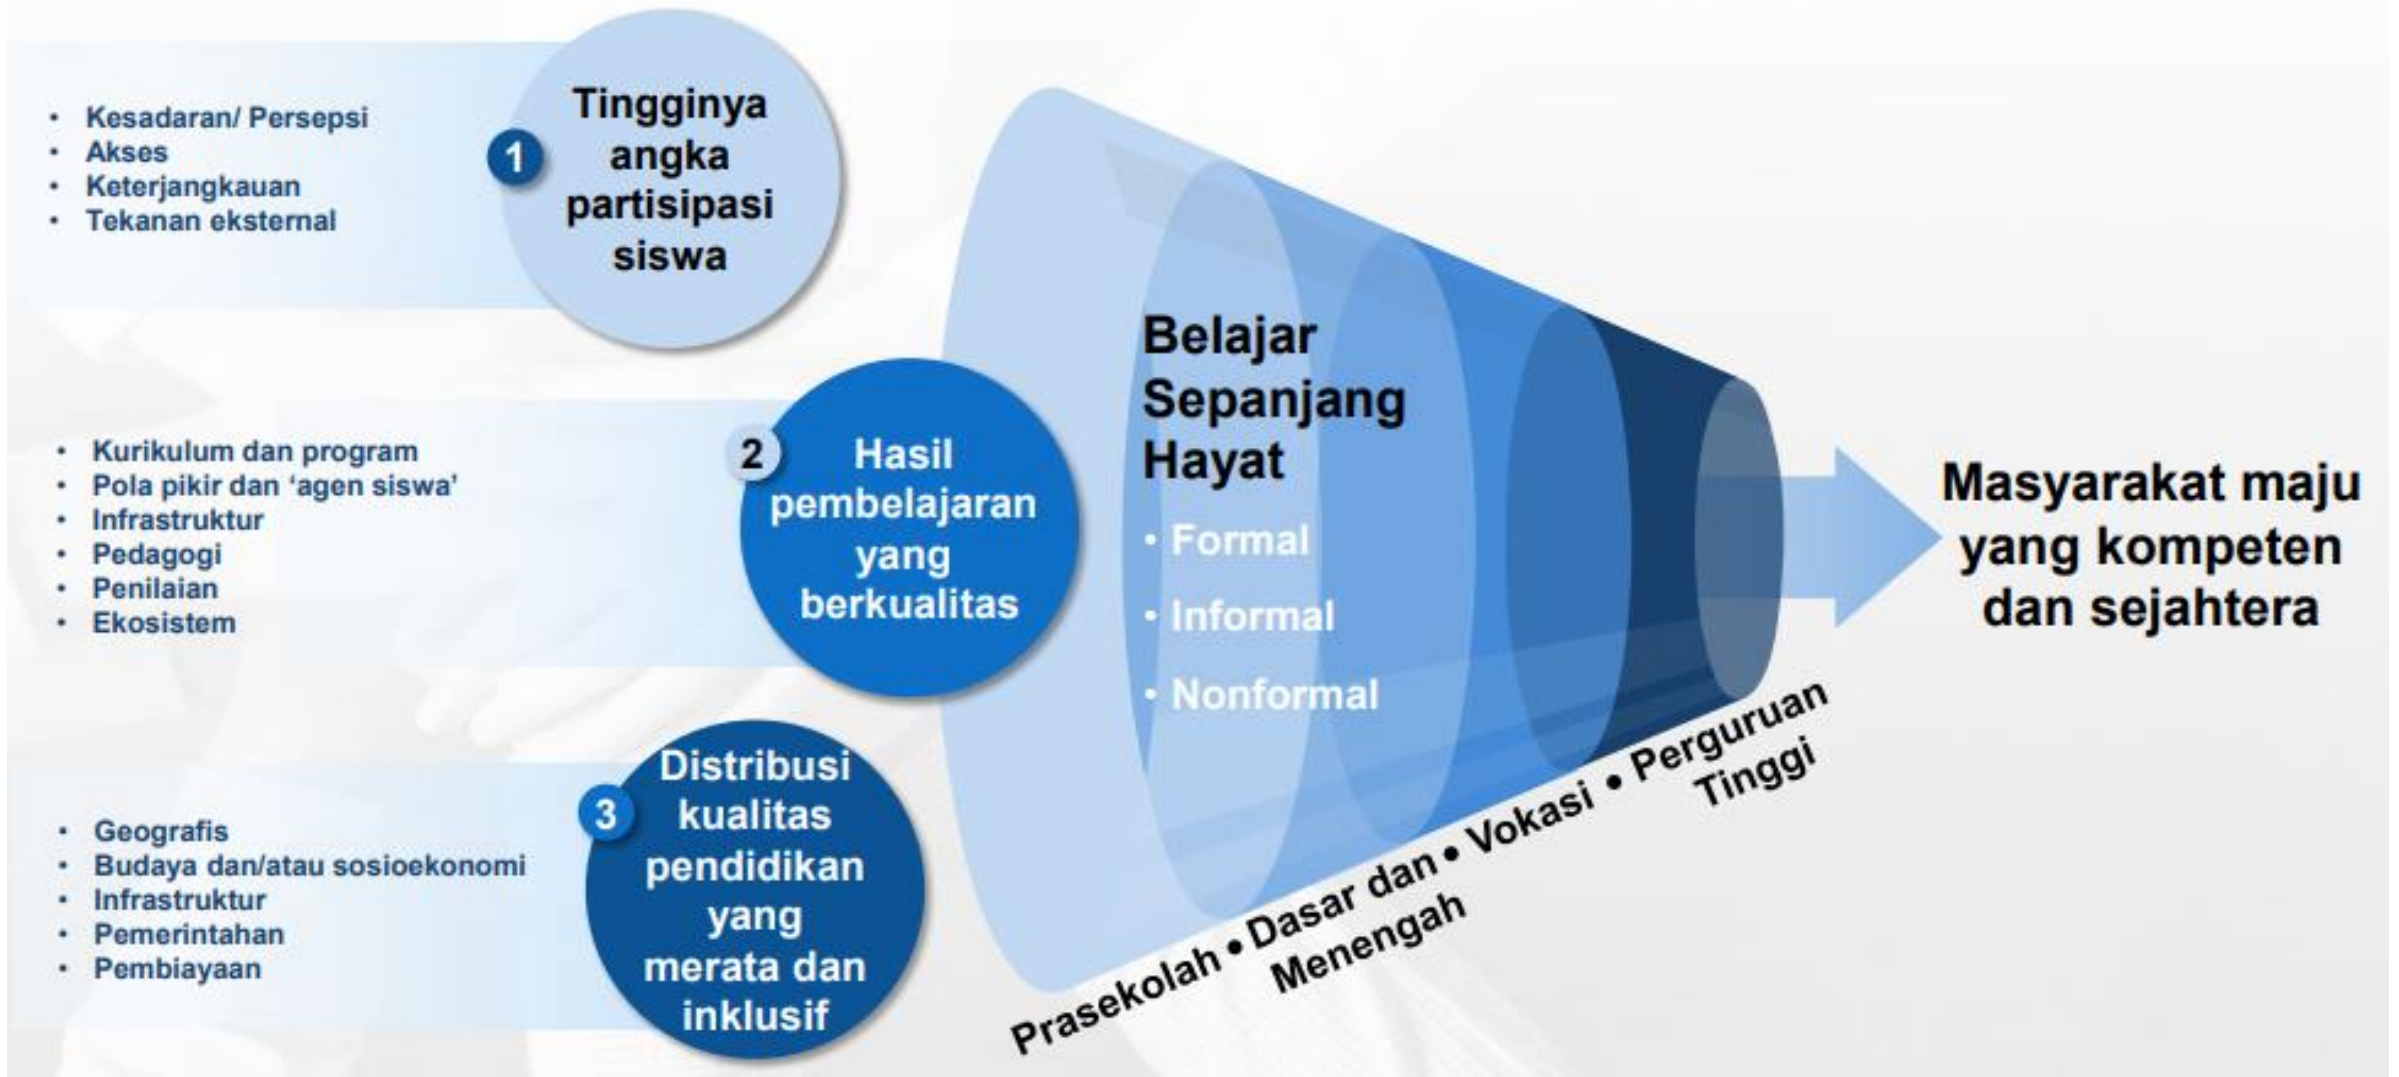 • Kesadaran/ Persepsi
• Akses
• Keterjangkauan
• Tekanan eksternal
1
Tingginya
angka
partisipasi
siswa
• Kurikulum dan program
• Pola pikir dan ‘agen siswa’
• Infrastruktur
• Pedagogi
• Penilaian
• Ekosistem
2
Hasil
pembelajaran
yang
berkualitas
• Geografis
• Budaya dan/atau sosioekonomi
• Infrastruktur
• Pemerintahan
• Pembiayaan
3
Distribusi
kualitas
pendidikan
yang
merata dan
inklusif
Belajar
Sepanjang
Hayat
• Formal
• Informal
• Nonformal
Prasekolah • Dasar dan • Vokasi • Perguruan
Menengah
Tinggi
Masyarakat maju
yang kompeten
dan sejahtera